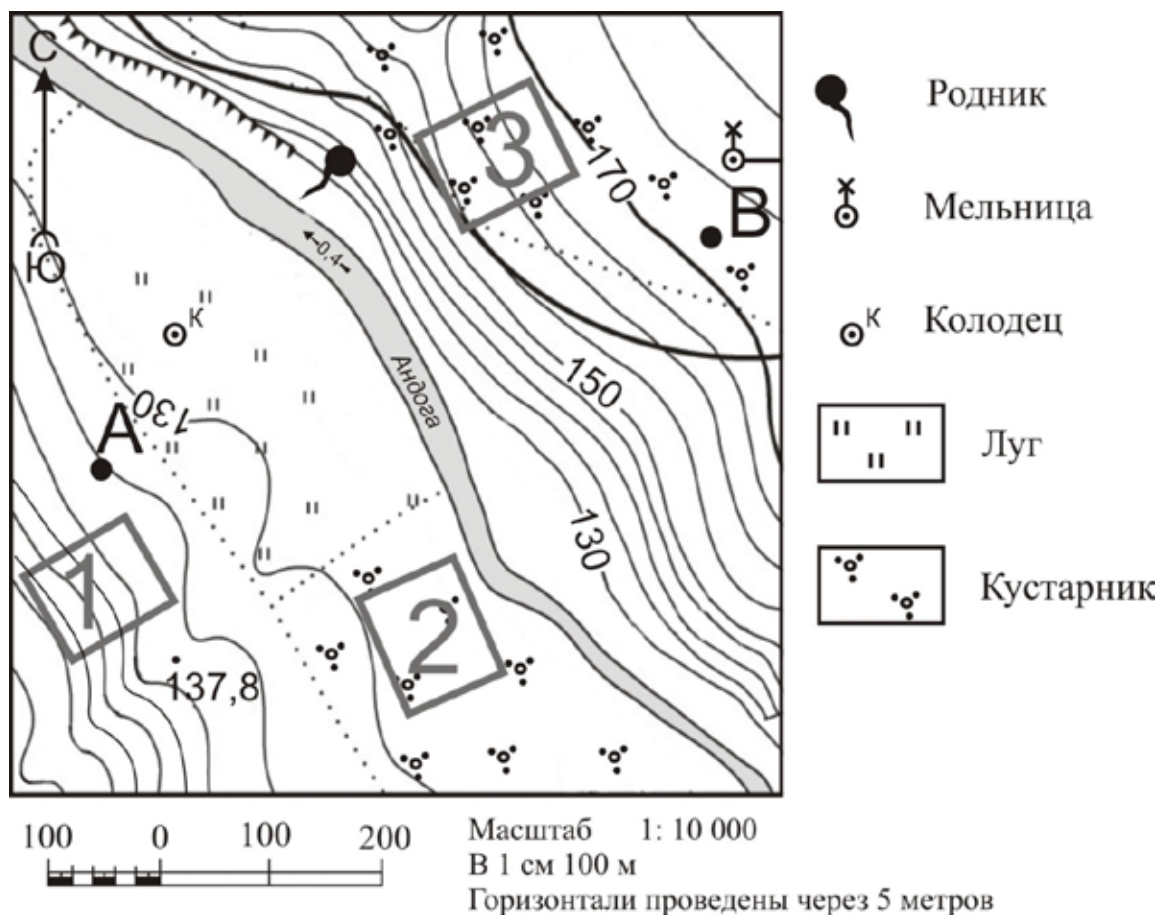 С
Ю
3
170
В
0,4
К
150
Андога
130
А
130
1
2
137,8
Родник
Мельница
К
Колодец
Луг
Кустарник
100 0 100 200
Масштаб 1: 10 000
В 1 см 100 м
Горизонтали проведены через 5 метров